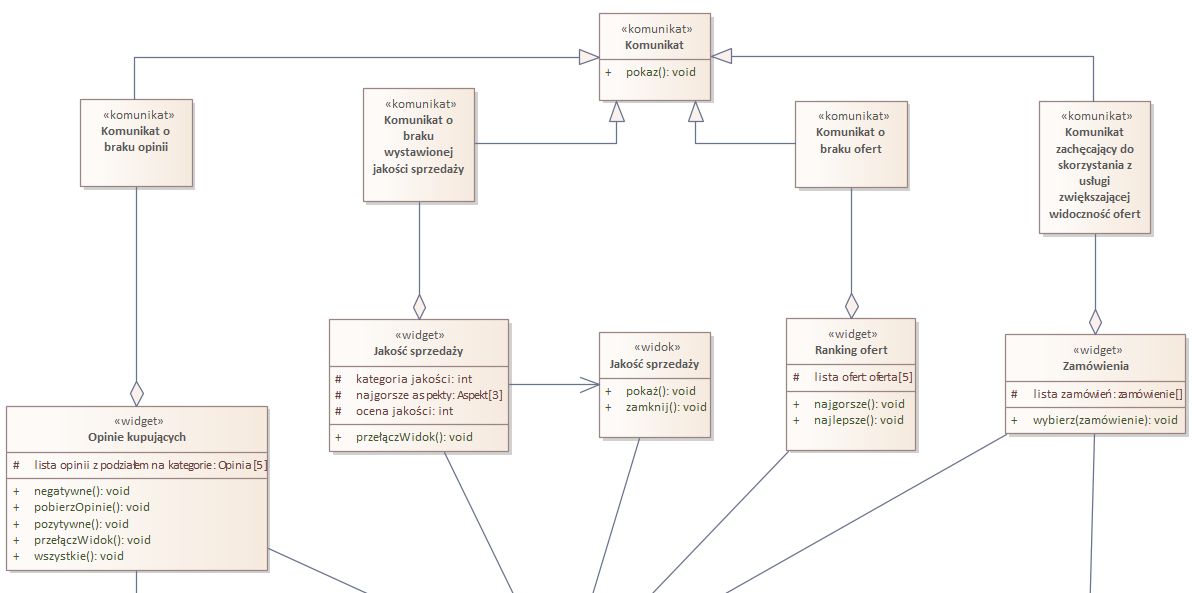 «komunikat»
Komunikat
+ pokaz(): void
«komunikat»
Komunikat o
braku opinii
«komunikat»
Komunikat o
braku
wystawionej
jakości sprzedaży
«komunikat»
Komunikat o
braku ofert
«komunikat»
Komunikat
zachęcający do
skorzystania z
usługi
zwiększającej
widoczność ofert
«widget»
Jakość sprzedaży
# kategoria jakości: int
# najgorsze aspekty: Aspekt[3]
# ocena jakości: int
+ przełączWidok(): void
«widok»
Jakość sprzedaży
+ pokaż(): void
+ zamknij(): void
«widget»
Ranking ofert
# lista ofert: oferta[5]
+ najgorsze(): void
+ najlepsze(): void
«widget»
Zamówienia
# lista zamówień: zamówienie[]
+ wybierz(zamówienie): void
«widget»
Opinie kupujących
# lista opinii z podziałem na kategorie: Opinia[5]
+ negatywne(): void
+ pobierzOpinie(): void
+ pozytywne(): void
+ przełączWidok(): void
+ wszystkie(): void